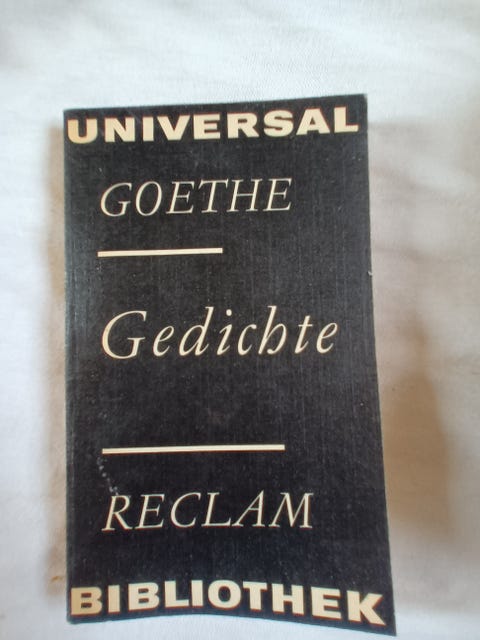 UNIVERSAL
GOETHE
Gedichte
RECLAM
BIBLIOTHEK